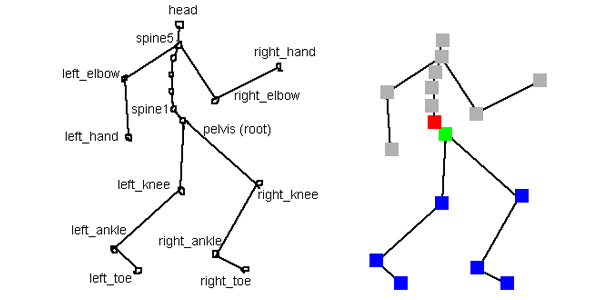 head
spine5
right_hand
left_elbow
right_elbow
spine1
pelvis (root)
left_hand
left_knee
right_knee
left_ankle
right_ankle
left_toe
right_toe